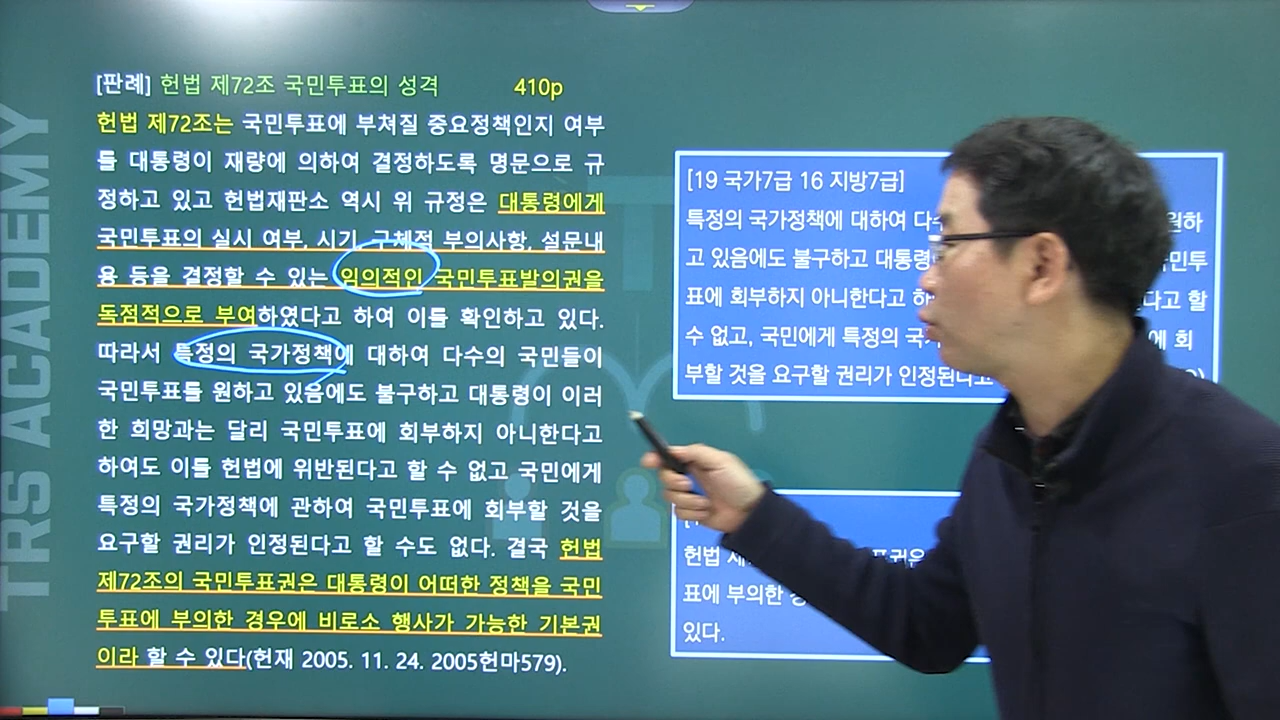 TRS ACADEMY
[판례] 헌법 제72조 국민투표의 성격 410p
헌법 제72조는 국민투표에 부쳐질 중요정책인지 여부
를 대통령이 재량에 의하여 결정하도록 명문으로 규
정하고 있고 헌법재판소 역시 위 규정은 대통령에게
국민투표의 실시 여부, 시기, 구체적 부의사항, 설문내
용 등을 결정할 수 있는 임의적인 국민투표발의권을
독점적으로 부여하였다고 하여 이를 확인하고 있다.
따라서 특정의 국가정책에 대하여 다수의 국민들이
국민투표를 원하고 있음에도 불구하고 대통령이 이러
한 희망과는 달리 국민투표에 회부하지 아니한다고
하여도 이를 헌법에 위반된다고 할 수 없고 국민에게
특정의 국가정책에 관하여 국민투표에 회부할 것을
요구할 권리가 인정된다고 할 수도 없다. 결국 헌법
제72조의 국민투표권은 대통령이 어떠한 정책을 국민
투표에 부의한 경우에 비로소 행사가 가능한 기본권
이라 할 수 있다(헌재 2005. 11. 24. 2005헌마579).
[19 국가7급 16 지방7급]
특정의 국가정책에 대하여 원하
고 있음에도 불구하고
표에 회부하지 아니한다고 할
수 없고, 국민에게 특정의 회
부할 것을 요구할 권리가 인정된다고
헌법
표에 부의한
있다.